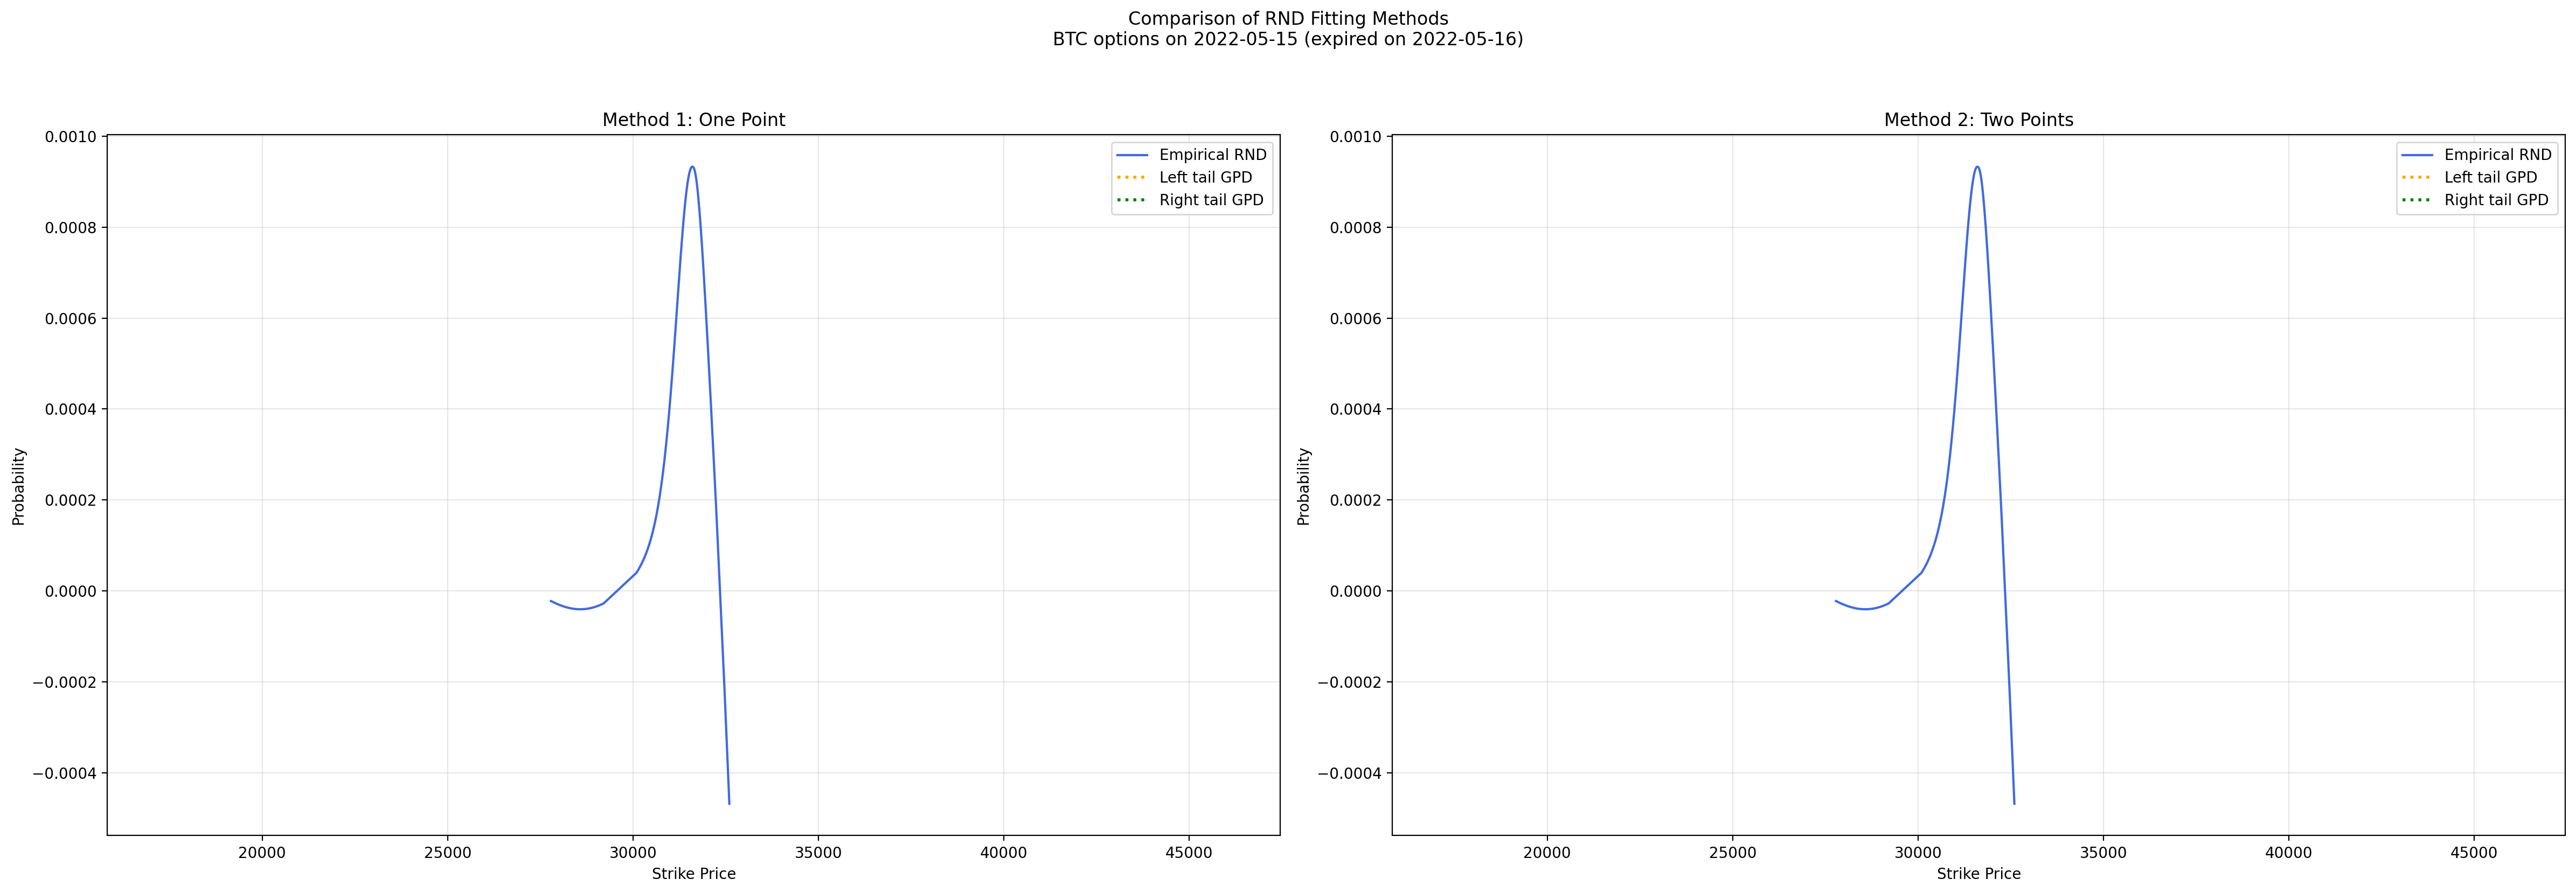 Comparison of RND Fitting Methods
BTC options on 2022-05-15 (expired on 2022-05-16)
Method 1: One Point
0.0010
0.0008
0.0006
0.0004
0.0002
0.0000
−0.0002
−0.0004
Probability
20000
25000
30000
35000
40000
45000
Strike Price
Empirical RND
Left tail GPD
Right tail GPD
Method 2: Two Points
0.0010
0.0008
0.0006
0.0004
0.0002
0.0000
−0.0002
−0.0004
Probability
20000
25000
30000
35000
40000
45000
Strike Price
Empirical RND
Left tail GPD
Right tail GPD